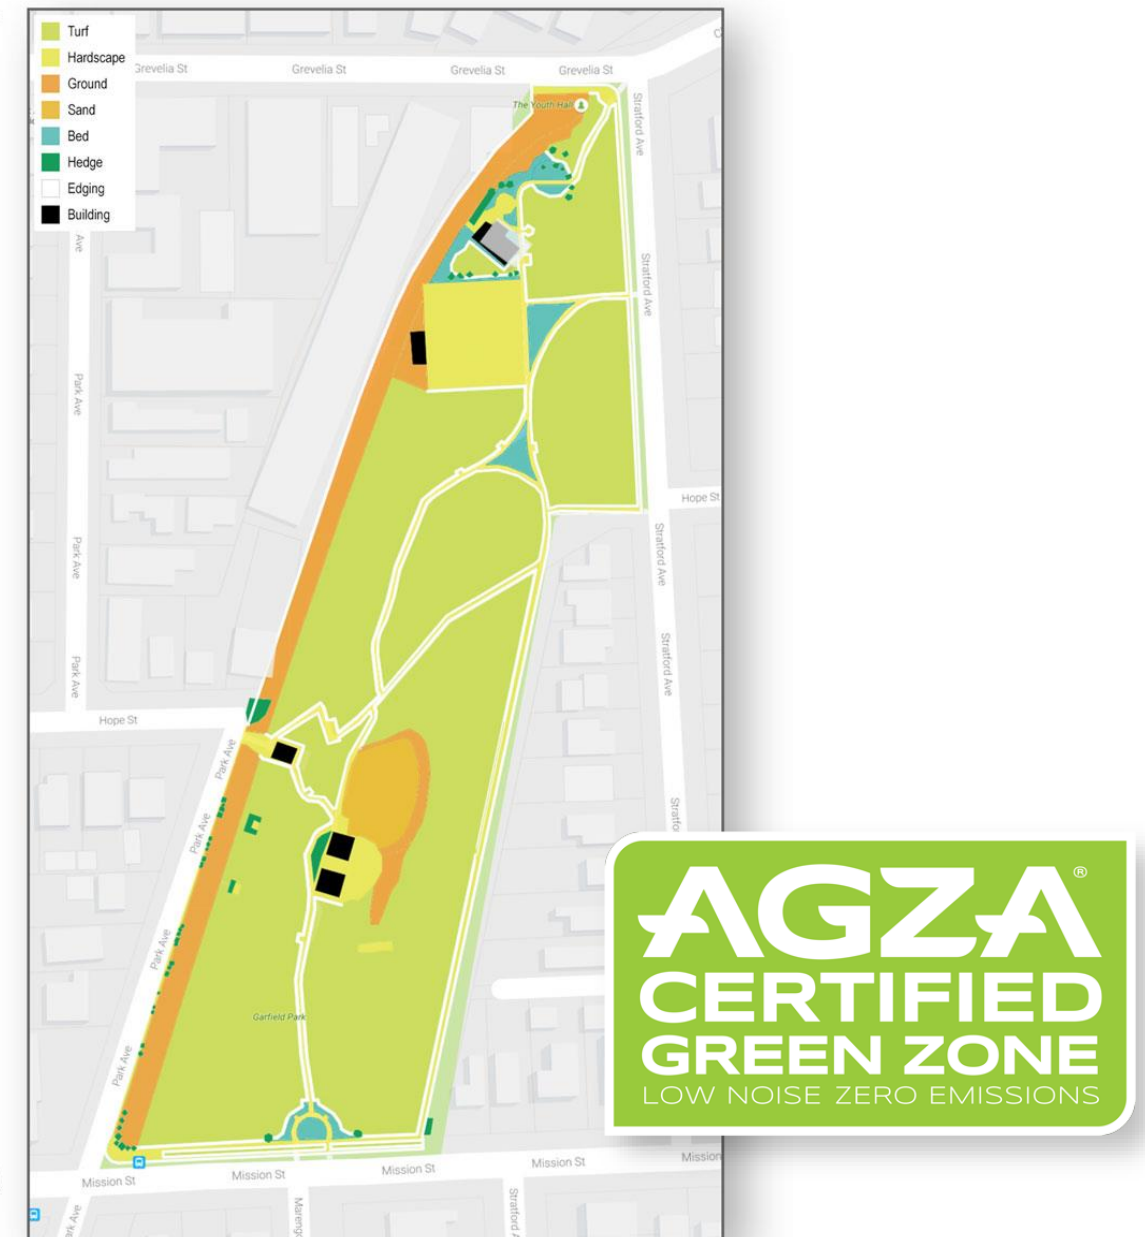 Turf
Hardscape
Ground
Sand
Bed
Hedge
Edging
Building
Grevelia St
Grevelia St
Grevelia St
Grevelia St
The Youth Hall
Stratford Ave
Ave
Stratford Ave
Park Ave
Hope St
Park Ave
Stratford Ave
Park Ave
Stratford Ave
Hope St
Park Ave
Park Ave
Park Ave
Garfield Park
Park Ave
AGZA®
CERTIFIED
GREEN ZONE
LOW NOISE ZERO EMISSIONS
Mission St
Mission St
Mission St
Mission St
Mission